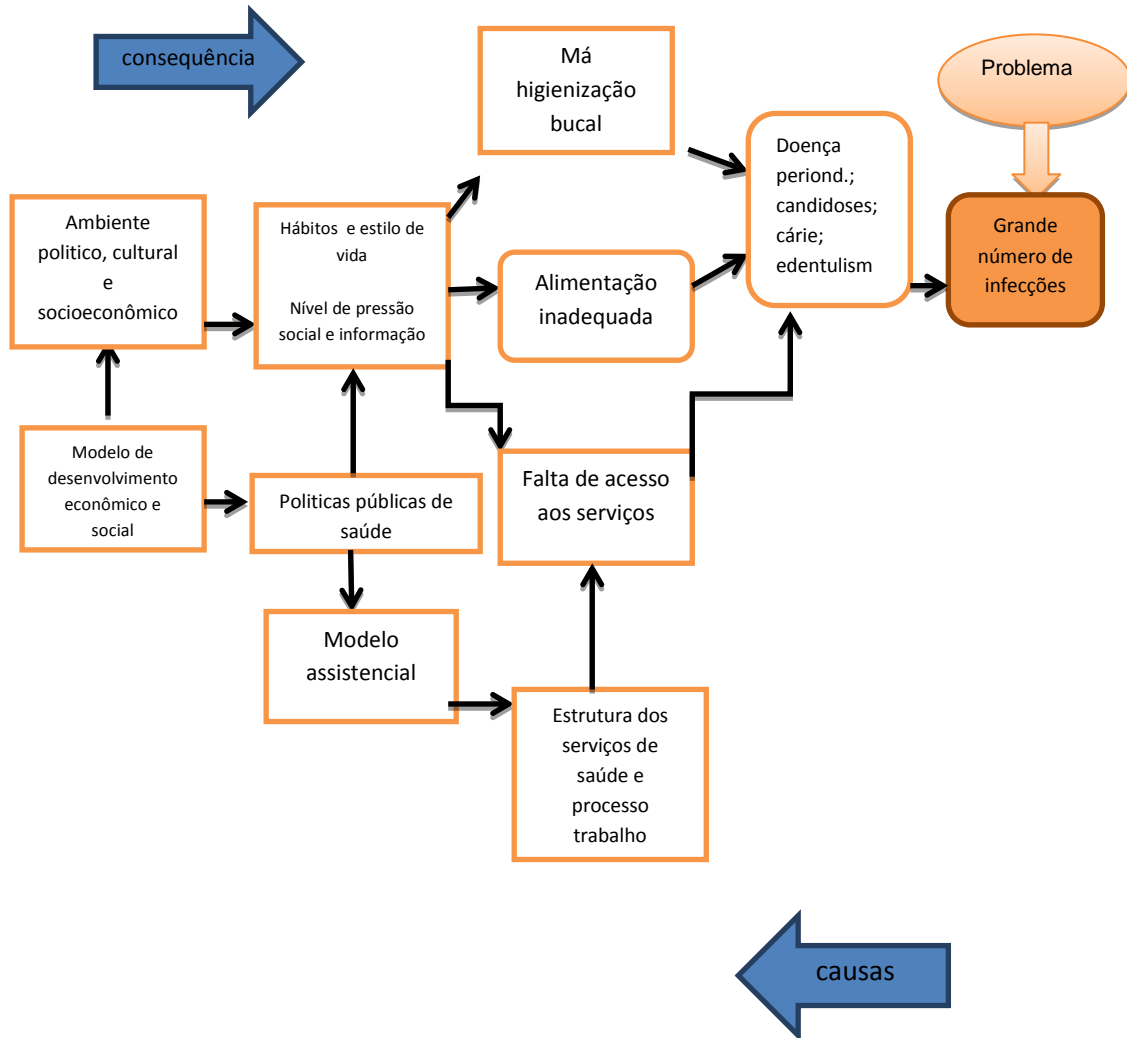 consequência
Má
higienização
bucal
Problema
Doença
periond.;
candidoses;
cárie;
edentulism
Grande
número de
infecções
Ambiente
politico, cultural
e
socioeconômico
Hábitos e estilo de
vida
Nível de pressão
social e informação
Alimentação
inadequada
Modelo de
desenvolvimento
econômico e
social
Politicas públicas de
saúde
Falta de acesso
aos serviços
Modelo
assistencial
Estrutura dos
serviços de
saúde e
processo
trabalho
causas